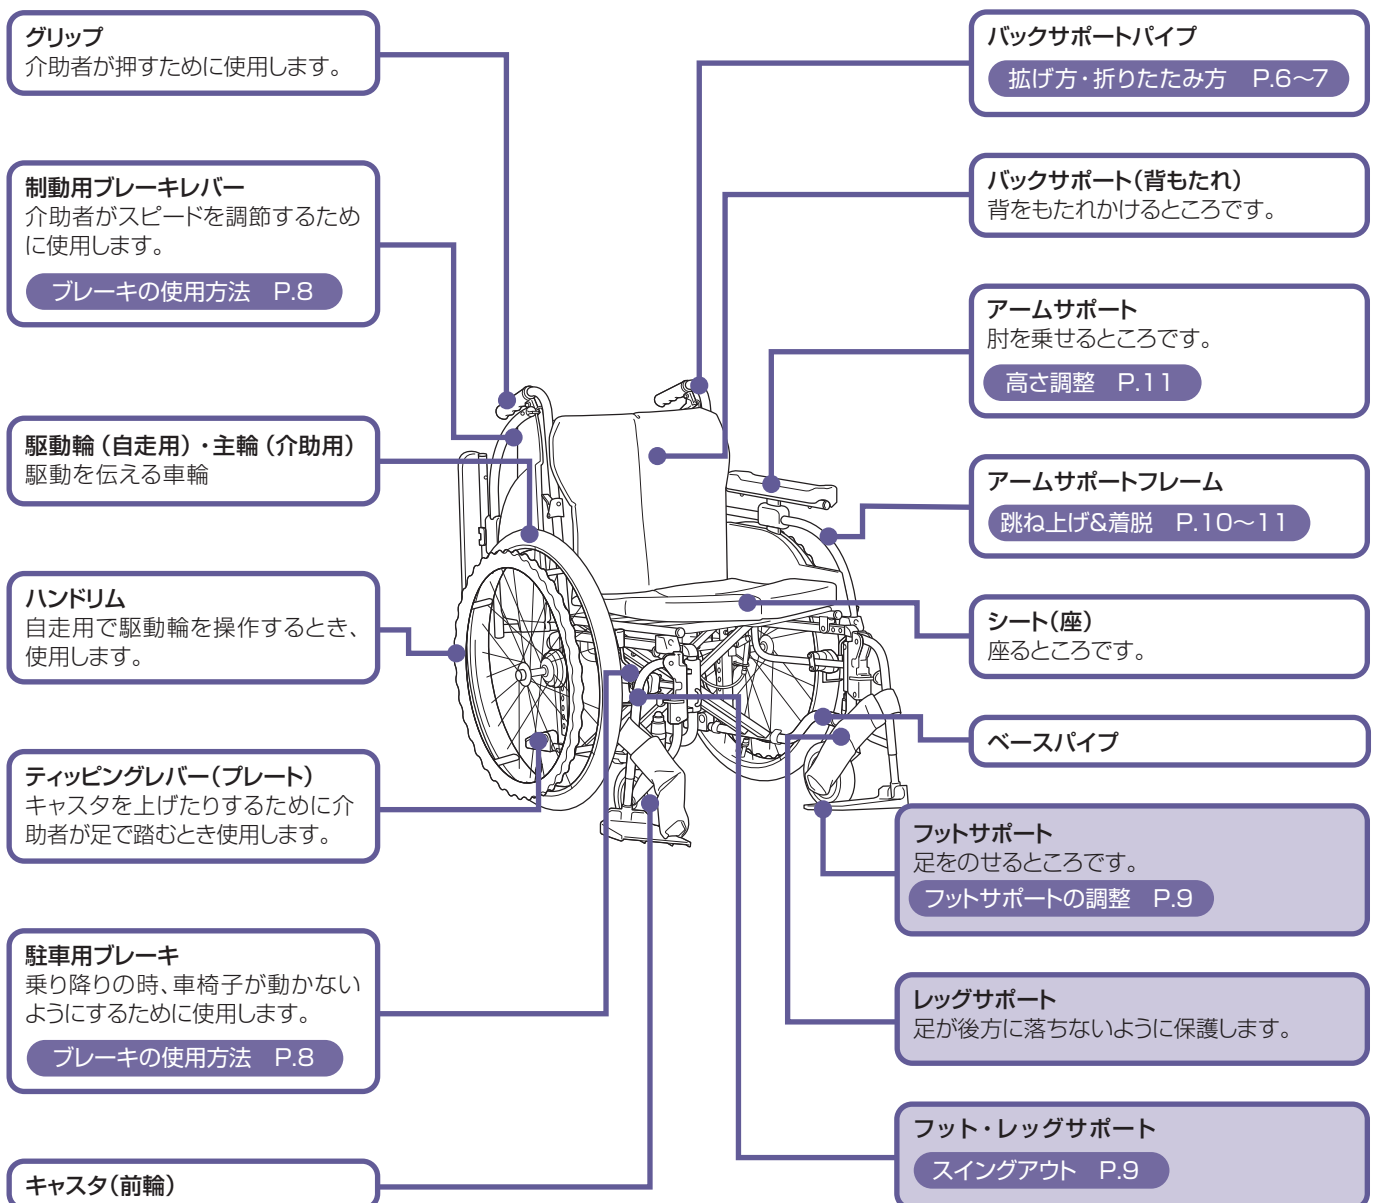 グリップ
介助者が押すために使用します。
制動用ブレーキレバー
介助者がスピードを調節するため
に使用します。
ブレーキの使用方法　P.8
駆動輪（自走用）・主輪（介助用）
駆動を伝える車輪
ハンドリム
自走用で駆動輪を操作するとき、
使用します。
ティッピングレバー（プレート）
キャスタを上げたりするために介
助者が足で踏むとき使用します。
駐車用ブレーキ
乗り降りの時、車椅子が動かない
ようにするために使用します。
ブレーキの使用方法　P.8
キャスタ（前輪）
バックサポートパイプ
拡げ方・折りたたみ方　P.6〜7
バックサポート（背もたれ）
背をもたれかけるところです。
アームサポート
肘を乗せるところです。
高さ調整　P.11
アームサポートフレーム
跳ね上げ&着脱　P.10〜11
シート（座）
座るところです。
ベースパイプ
フットサポート
足をのせるところです。
フットサポートの調整　P.9
レッグサポート
足が後方に落ちないように保護します。
フット・レッグサポート
スイングアウト　P.9